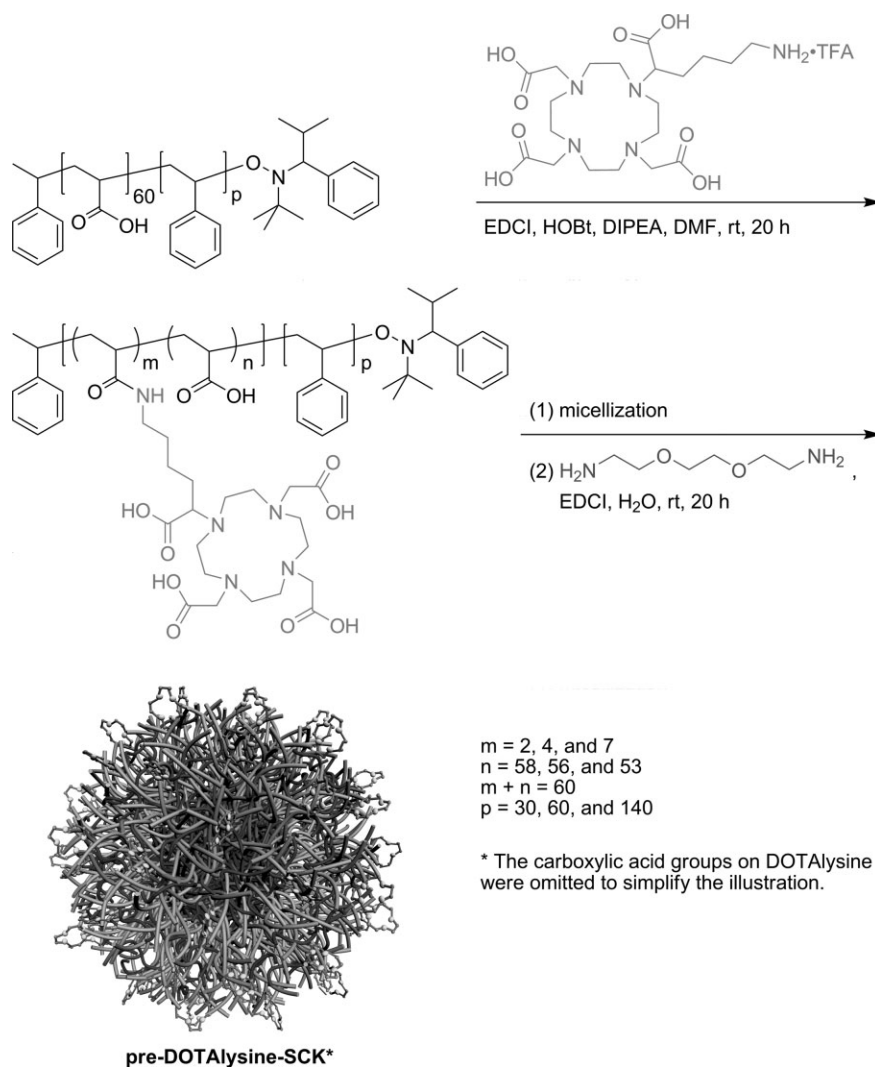 OH
HO
O
O
NH2•TFA
N
N
N
N
O
HO
O
O
OH
O
60
p
N
O
OH
EDCI, HOBt, DIPEA, DMF, rt, 20 h
m
n
p
O
N
O
NH
O
OH
(1) micellization
(2) H2N
O
O
NH2 ,
EDCI, H2O, rt, 20 h
O
HO
OH
O
N
N
N
N
HO
O
O
OH
m = 2, 4, and 7
n = 58, 56, and 53
m + n = 60
p = 30, 60, and 140
* The carboxylic acid groups on DOTAlysine
were omitted to simplify the illustration.
pre-DOTAlysine-SCK*